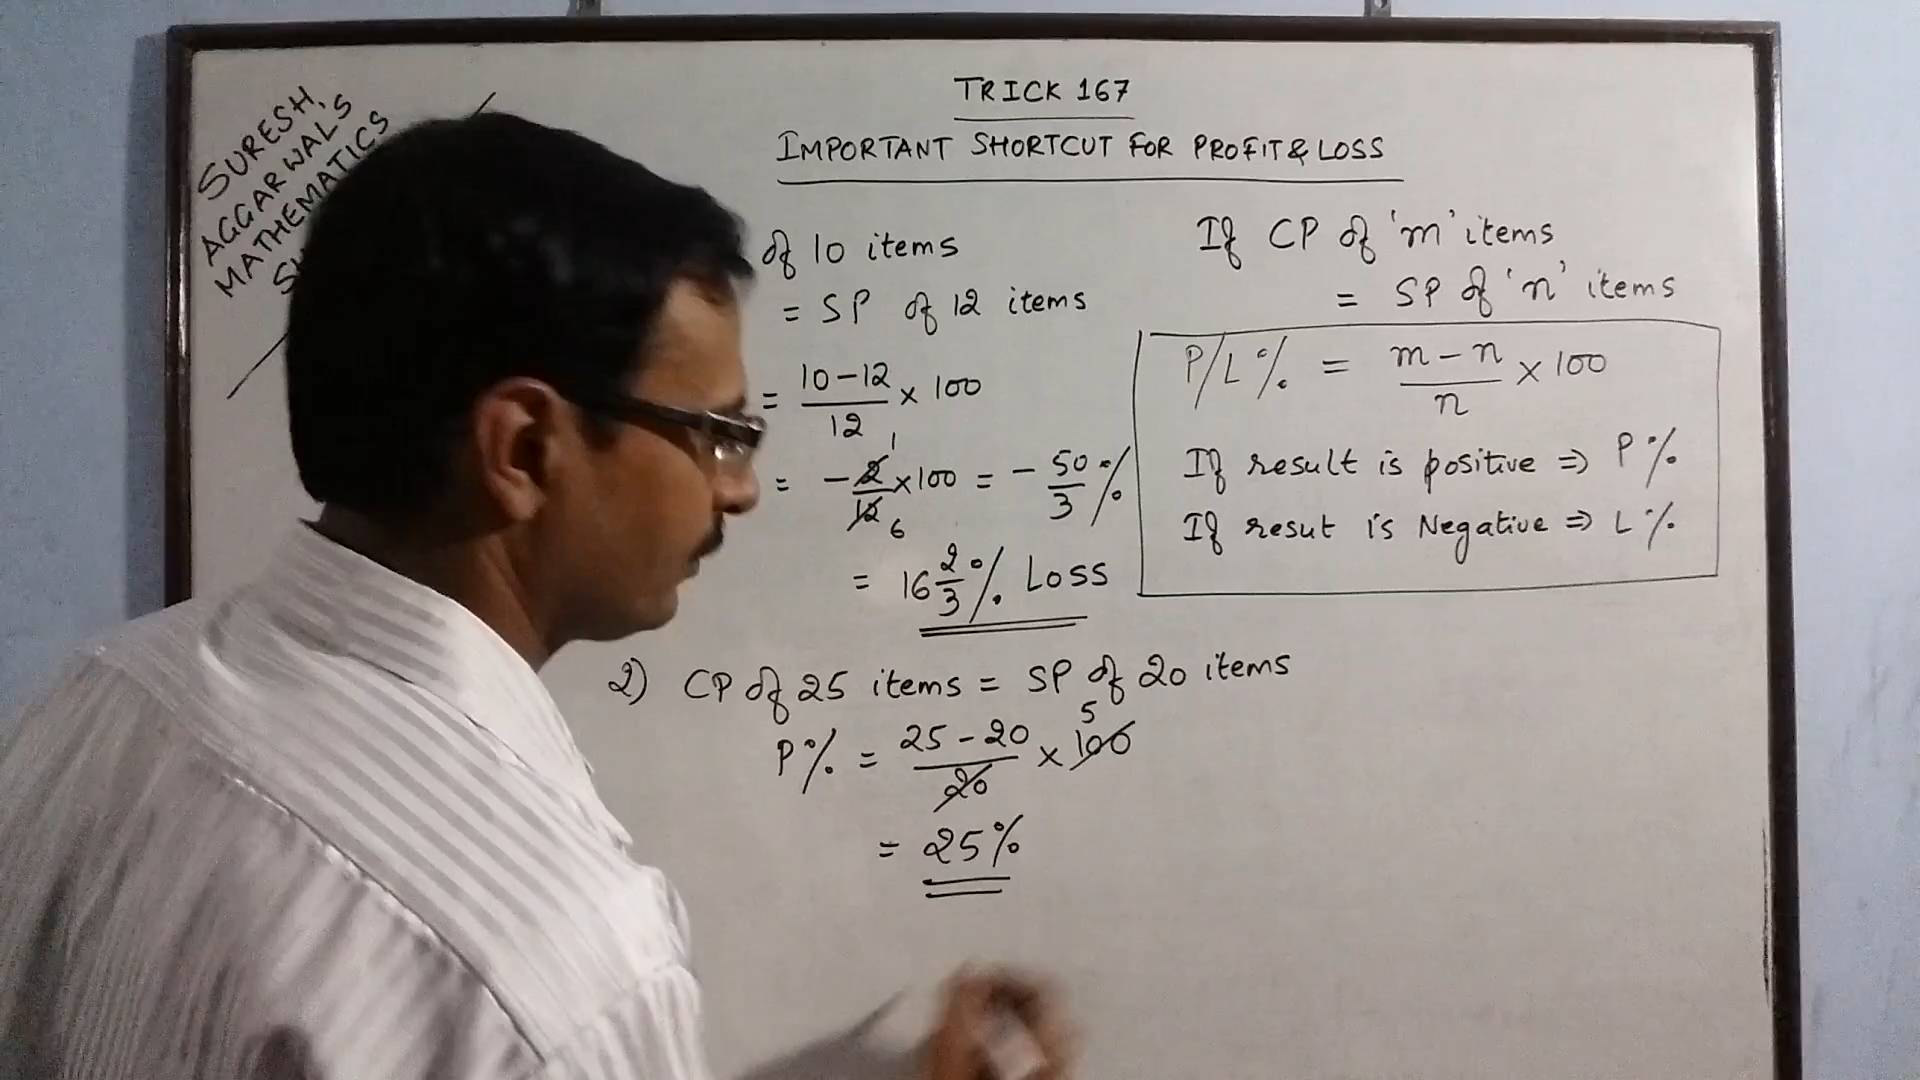 SURESH
AGGARWAL'S
MATHEMATICS
TRICK 167
IMPORTANT SHORTCUT FOR PROFIT & LOSS
of 10 items
= SP of 12 items
= 10-12/12 × 100
= -2/12 × 100 = - 50/3 %
1
6
= 16 2/3 % Loss
If CP of 'm' items
= SP of 'n' items
P/L % = m-n/n × 100
If result is positive ⇒ P%
If resut is Negative ⇒ L%
2) CP of 25 items = SP of 20 items
P% = 25-20/20 × 100
5
= 25%